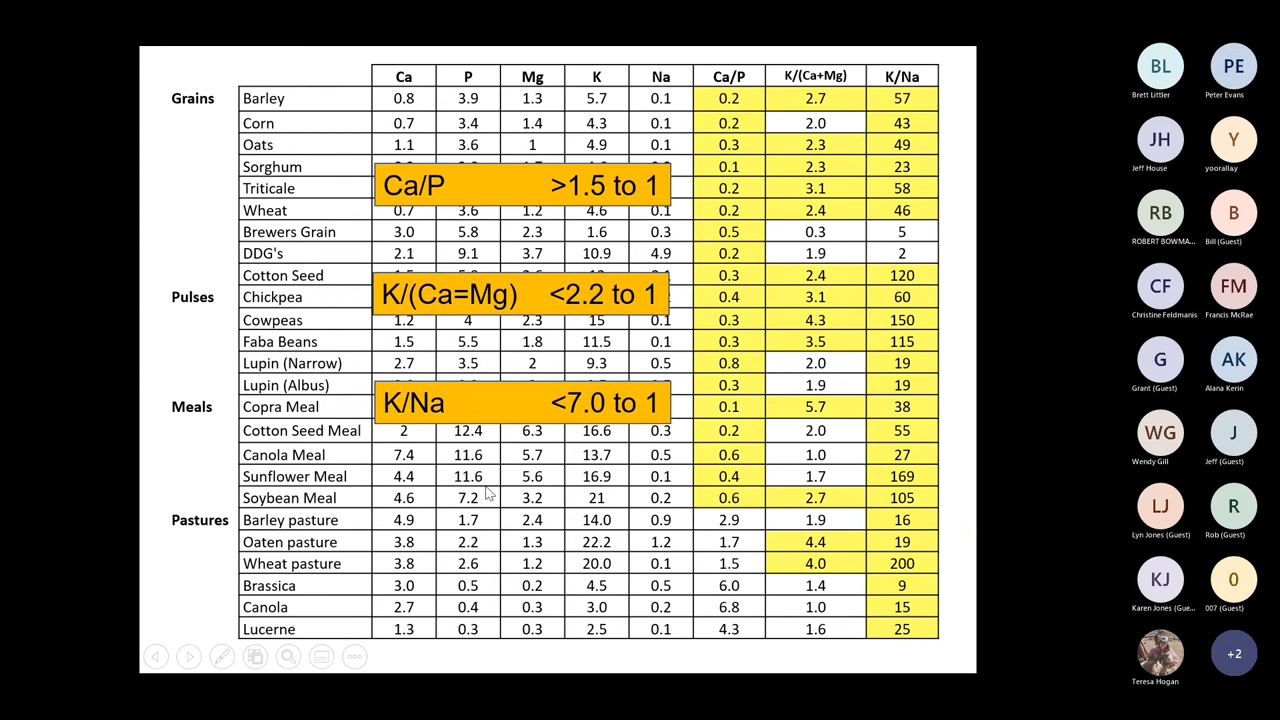 Ca P Mg K Na Ca/P K/(Ca+Mg) K/Na
Grains Barley 0.8 3.9 1.3 5.7 0.1 0.2 2.7 57
Corn 0.7 3.4 1.4 4.3 0.1 0.2 2.0 43
Oats 1.1 3.6 1 4.9 0.1 0.3 2.3 49
Sorghum 0.1 2.3 23
Triticale 0.2 3.1 58
Ca/P >1.5 to 1
Wheat 0.7 3.6 1.2 4.6 0.1 0.2 2.4 46
Brewers Grain 3.0 5.8 2.3 1.6 0.3 0.5 0.3 5
DDG's 2.1 9.1 3.7 10.9 4.9 0.2 1.9 2
Cotton Seed 0.3 2.4 120
Pulses Chickpea 0.4 3.1 60
K/(Ca=Mg) <2.2 to 1
Cowpeas 1.2 4 2.3 15 0.1 0.3 4.3 150
Faba Beans 1.5 5.5 1.8 11.5 0.1 0.3 3.5 115
Lupin (Narrow) 2.7 3.5 2 9.3 0.5 0.8 2.0 19
Lupin (Albus) 0.3 1.9 19
Meals Copra Meal 0.1 5.7 38
K/Na <7.0 to 1
Cotton Seed Meal 2 12.4 6.3 16.6 0.3 0.2 2.0 55
Canola Meal 7.4 11.6 5.7 13.7 0.5 0.6 1.0 27
Sunflower Meal 4.4 11.6 5.6 16.9 0.1 0.4 1.7 169
Soybean Meal 4.6 7.2 3.2 21 0.2 0.6 2.7 105
Pastures Barley pasture 4.9 1.7 2.4 14.0 0.9 2.9 1.9 16
Oaten pasture 3.8 2.2 1.3 22.2 1.2 1.7 4.4 19
Wheat pasture 3.8 2.6 1.2 20.0 0.1 1.5 4.0 200
Brassica 3.0 0.5 0.2 4.5 0.5 6.0 1.4 9
Canola 2.7 0.4 0.3 3.0 0.2 6.8 1.0 15
Lucerne 1.3 0.3 0.3 2.5 0.1 4.3 1.6 25
BL PE
Brett Littler Peter Evans
JH Y
Jeff House yoorallay
RB B
ROBERT BOWMA... Bill (Guest)
CF FM
Christine Feldmanis Francis McRae
G AK
Grant (Guest) Alana Kerin
WG J
Wendy Gill Jeff (Guest)
LJ R
Lyn Jones (Guest) Rob (Guest)
KJ 0
Karen Jones (Gue... 007 (Guest)
+2
Teresa Hogan